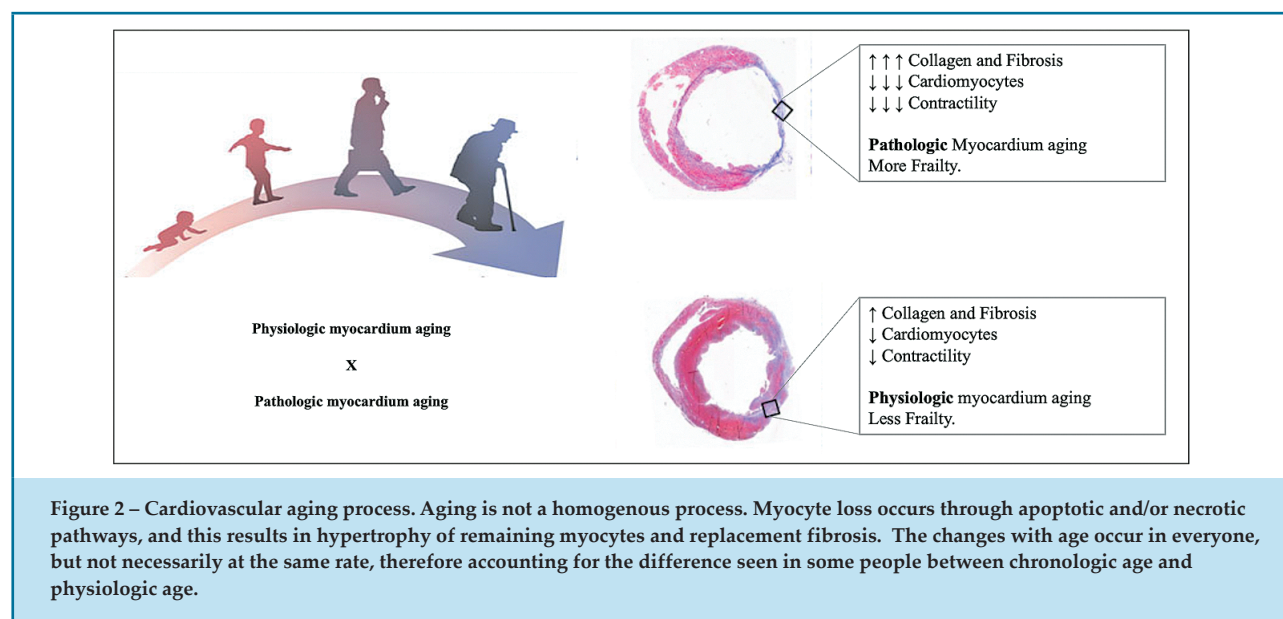 ↑ ↑ ↑ Collagen and Fibrosis
↓ ↓ ↓ Cardiomyocytes
↓ ↓ ↓ Contractility
Pathologic Myocardium aging
More Frailty.
Physiologic myocardium aging
X
Pathologic myocardium aging
↑ Collagen and Fibrosis
↓ Cardiomyocytes
↓ Contractility
Physiologic myocardium aging
Less Frailty.
Figure 2 – Cardiovascular aging process. Aging is not a homogenous process. Myocyte loss occurs through apoptotic and/or necrotic
pathways, and this results in hypertrophy of remaining myocytes and replacement fibrosis. The changes with age occur in everyone,
but not necessarily at the same rate, therefore accounting for the difference seen in some people between chronologic age and
physiologic age.